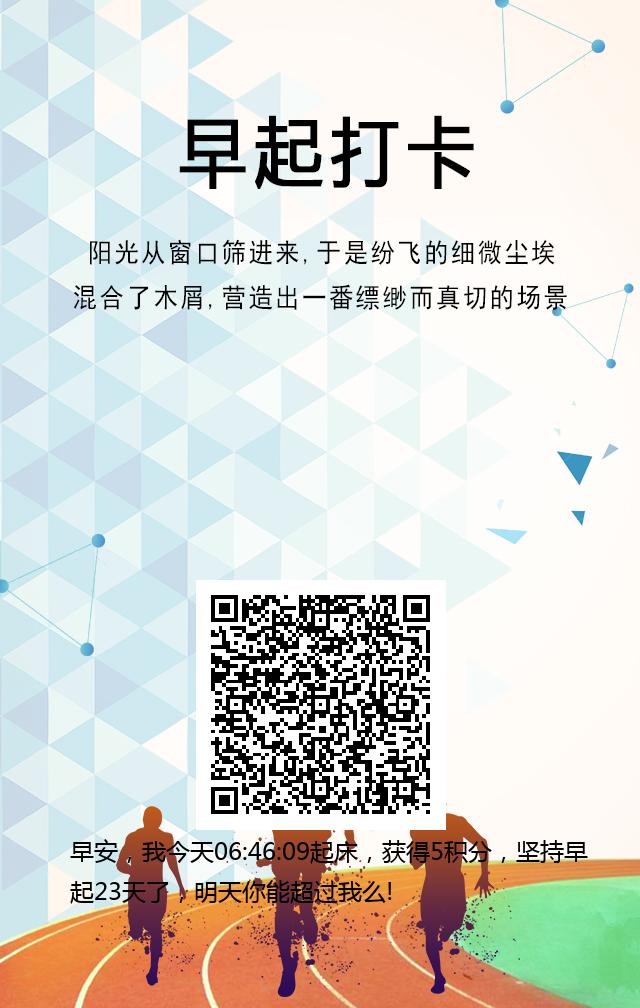 早起打卡
阳光从窗口筛进来,于是纷飞的细微尘埃
混合了木屑,营造出一番缥缈而真切的场景
早安，我今天06:46:09起床，获得5积分，坚持早
起23天了，明天你能超过我么!